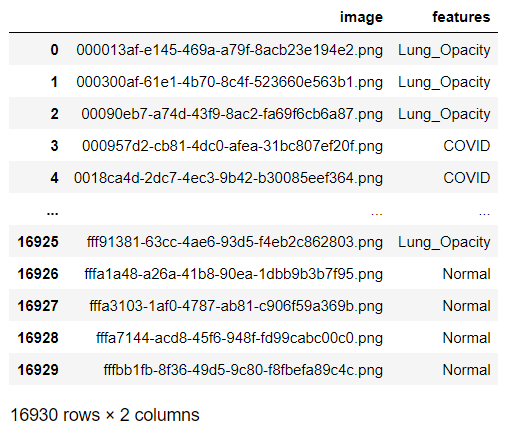 image features
0 000013af-e145-469a-a79f-8acb23e194e2.png Lung_Opacity
1 000300af-61e1-4b70-8c4f-523660e563b1.png Lung_Opacity
2 00090eb7-a74d-43f9-8ac2-fa69f6cb6a87.png Lung_Opacity
3 000957d2-cb81-4dc0-afea-31bc807ef20f.png COVID
4 0018ca4d-2dc7-4ec3-9b42-b30085eef364.png COVID
... ... ...
16925 fff91381-63cc-4ae6-93d5-f4eb2c862803.png Lung_Opacity
16926 fffa1a48-a26a-41b8-90ea-1dbb9b3b7f95.png Normal
16927 fffa3103-1af0-4787-ab81-c906f59a369b.png Normal
16928 fffa7144-acd8-45f6-948f-fd99cabc00c0.png Normal
16929 fffbb1fb-8f36-49d5-9c80-f8fbefa89c4c.png Normal
16930 rows × 2 columns